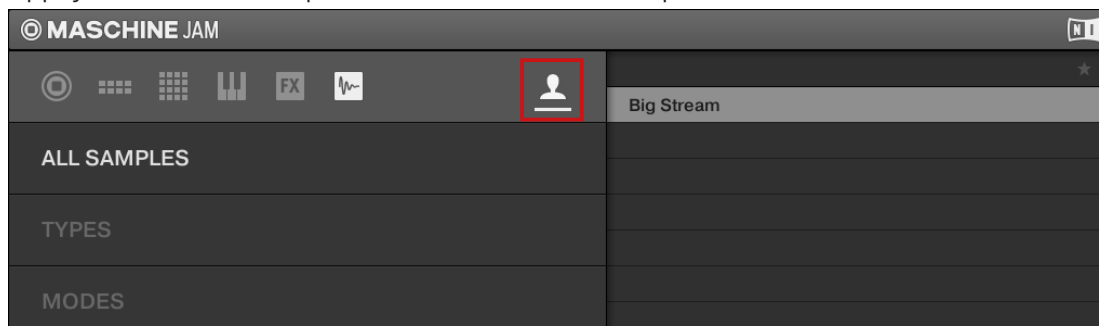 MASCHINE JAM
NI
FX
Big Stream
ALL SAMPLES
TYPES
MODES